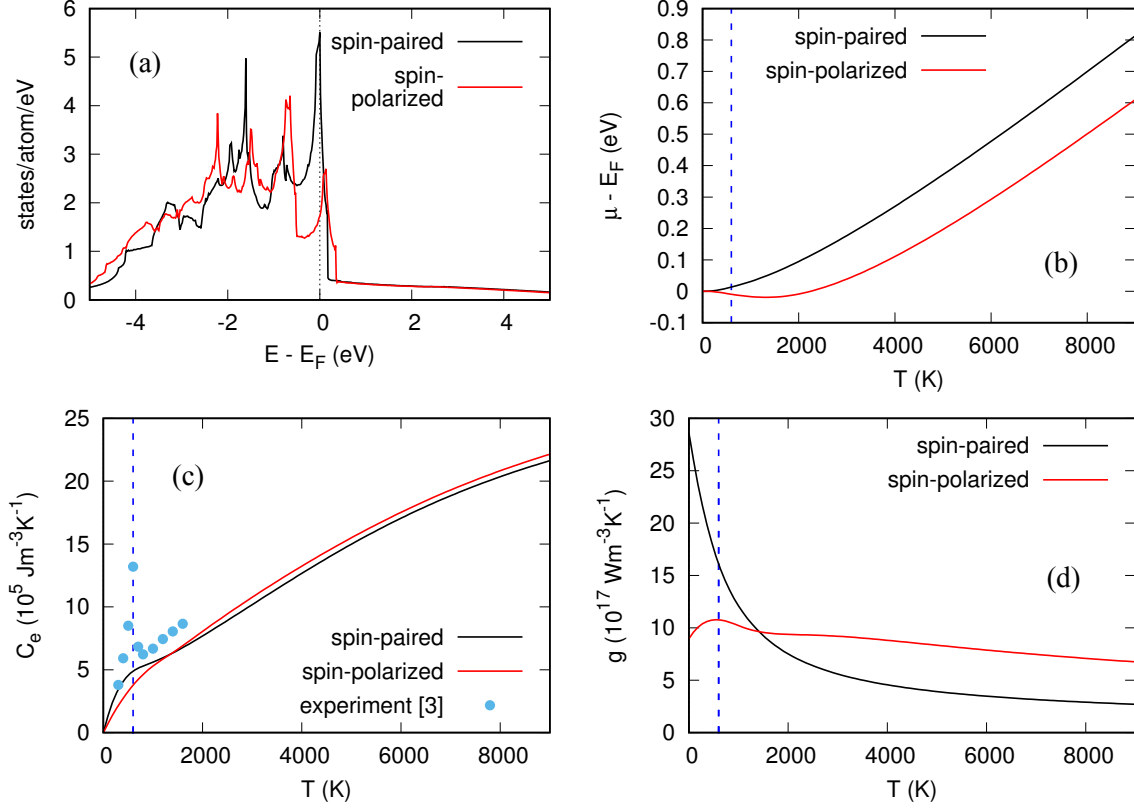 6
5
4
3
2
1
0
-4
-2
0
2
4
states/atom/eV
E - E_F (eV)
(a)
spin-paired
spin-
polarized
0.9
0.8
0.7
0.6
0.5
0.4
0.3
0.2
0.1
0
-0.1
0
2000
4000
6000
8000
μ - E_F (eV)
T (K)
(b)
spin-paired
spin-polarized
25
20
15
10
5
0
0
2000
4000
6000
8000
C_e (10^5 Jm^-3K^-1)
T (K)
(c)
spin-paired
spin-polarized
experiment [3]
30
25
20
15
10
5
0
0
2000
4000
6000
8000
g (10^17 Wm^-3K^-1)
T (K)
(d)
spin-paired
spin-polarized